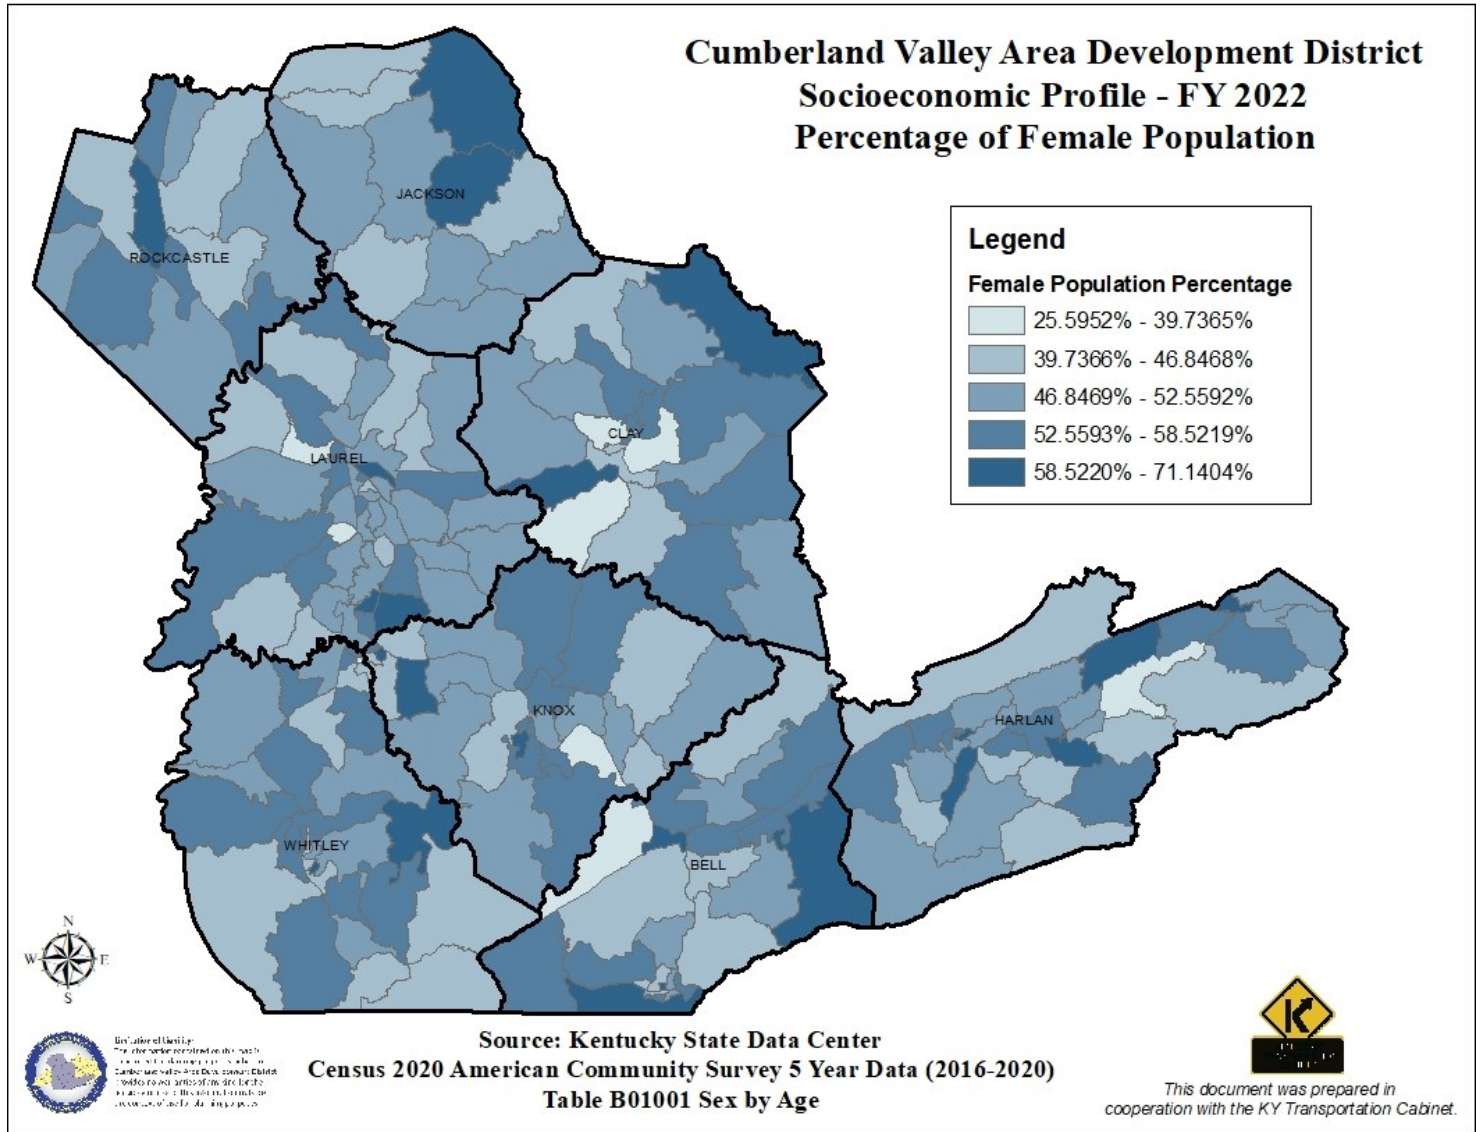 Cumberland Valley Area Development District
Socioeconomic Profile - FY 2022
Percentage of Female Population
Legend
Female Population Percentage
25.5952% - 39.7365%
39.7366% - 46.8468%
46.8469% - 52.5592%
52.5593% - 58.5219%
58.5220% - 71.1404%
JACKSON
ROCKCASTLE
CLAY
LAUREL
KNOX
HARLAN
WHITLEY
BELL
N
W E
S
Source: Kentucky State Data Center
Census 2020 American Community Survey 5 Year Data (2016-2020)
Table B01001 Sex by Age
Limitation of Liability:
K
This document was prepared in
cooperation with the KY Transportation Cabinet.